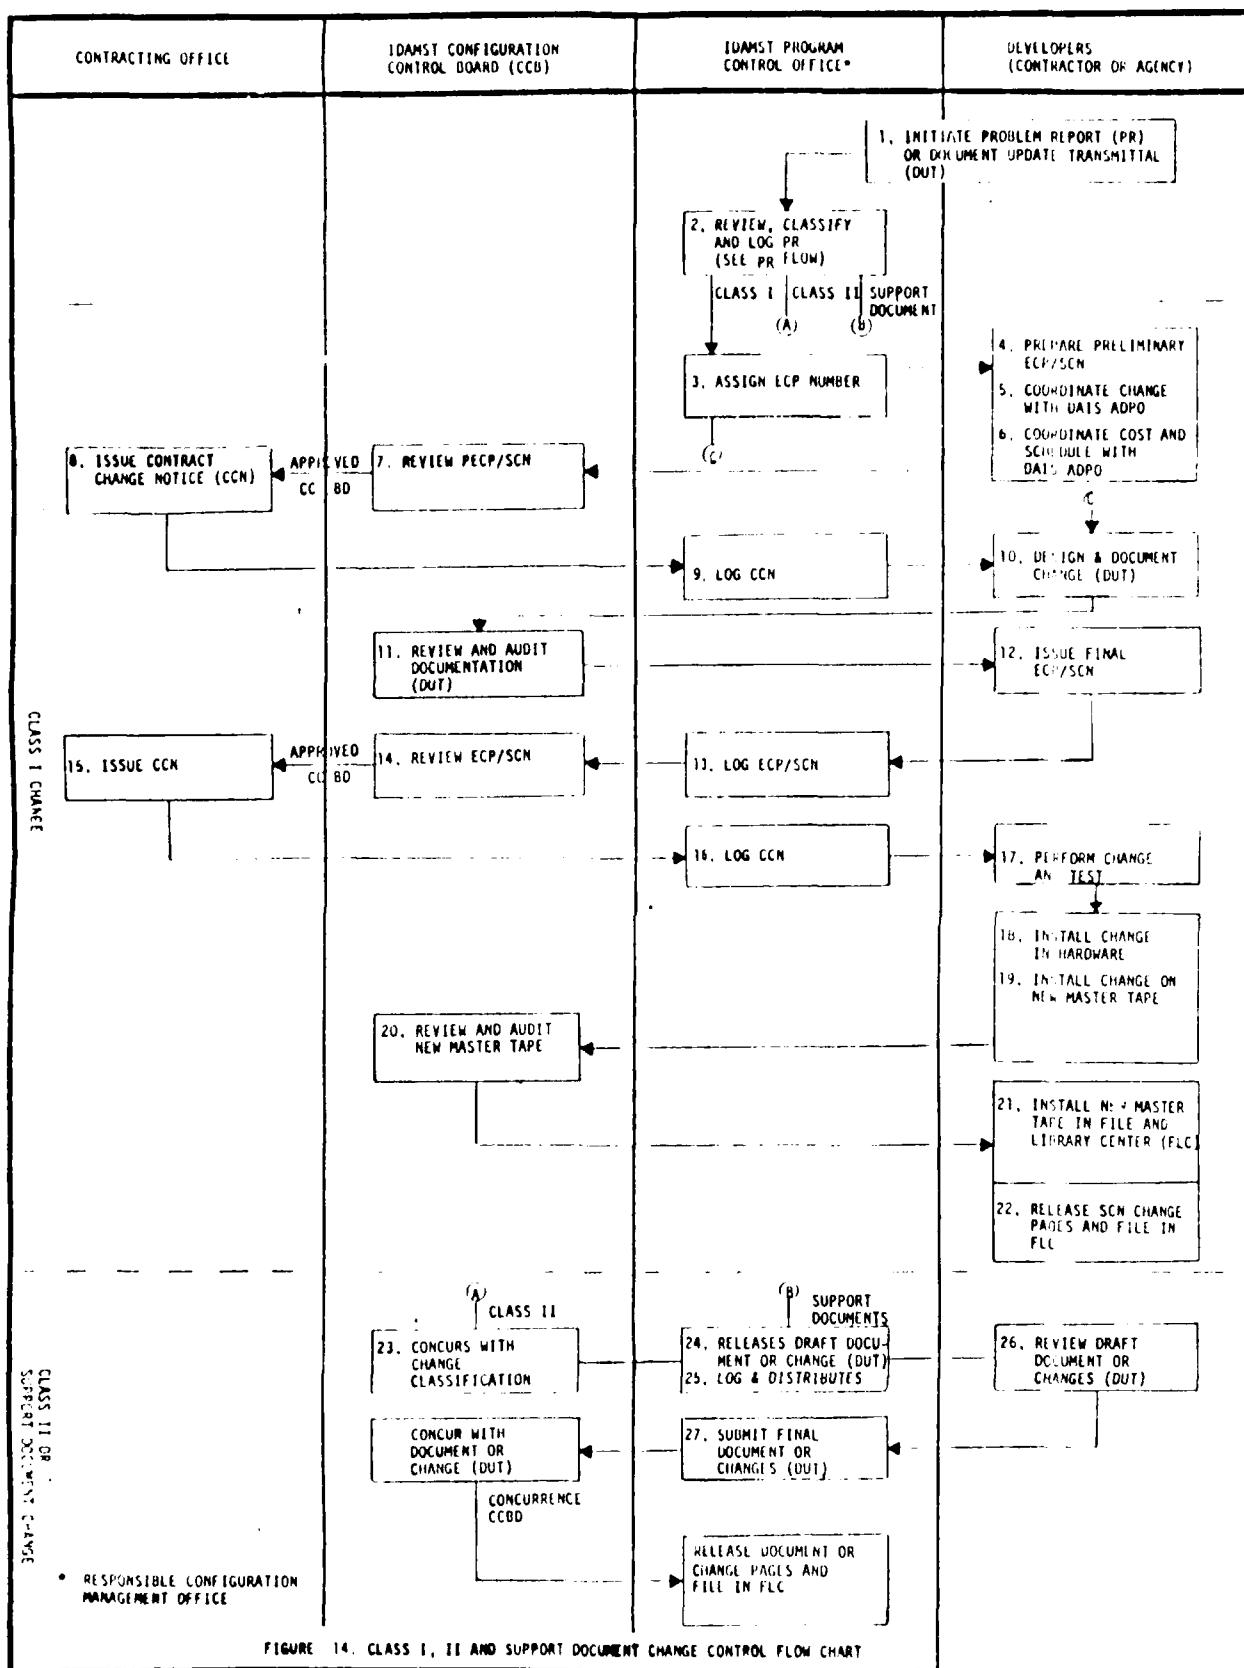 CONTRACTING OFFICE
IDAMST CONFIGURATION
CONTROL BOARD (CCB)
IDAMST PROGRAM
CONTROL OFFICE*
DEVELOPERS
(CONTRACTOR OR AGENCY)
1. INITIATE PROBLEM REPORT (PR)
OR DOCUMENT UPDATE TRANSMITTAL
(DUT)
2. REVIEW, CLASSIFY
AND LOG PR
(SEE PR FLOW)
CLASS I
CLASS II
SUPPORT
DOCUMENT
(A)
(B)
3. ASSIGN ECP NUMBER
(C)
4. PREPARE PRELIMINARY
ECP/SCN
5. COORDINATE CHANGE
WITH DAIS ADPO
6. COORDINATE COST AND
SCHEDULE WITH
DAIS ADPO
C
8. ISSUE CONTRACT
CHANGE NOTICE (CCN)
APPROVED
CCBD
7. REVIEW PECP/SCN
9. LOG CCN
10. DESIGN & DOCUMENT
CHANGE (DUT)
11. REVIEW AND AUDIT
DOCUMENTATION
(DUT)
12. ISSUE FINAL
ECP/SCN
CLASS I CHANGE
15. ISSUE CCN
APPROVED
CCBD
14. REVIEW ECP/SCN
13. LOG ECP/SCN
16. LOG CCN
17. PERFORM CHANGE
AND TEST
18. INSTALL CHANGE
IN HARDWARE
19. INSTALL CHANGE ON
NEW MASTER TAPE
20. REVIEW AND AUDIT
NEW MASTER TAPE
21. INSTALL NEW MASTER
TAPE IN FILE AND
LIBRARY CENTER (FLC)
22. RELEASE SCN CHANGE
PAGES AND FILE IN
FLC
(A)
CLASS II
(B)
SUPPORT
DOCUMENTS
23. CONCURS WITH
CHANGE
CLASSIFICATION
24. RELEASES DRAFT DOCU-
MENT OR CHANGE (DUT)
25. LOG & DISTRIBUTES
26. REVIEW DRAFT
DOCUMENT OR
CHANGES (DUT)
CLASS II OR
SUPPORT DOCUMENT CHANGE
CONCUR WITH
DOCUMENT OR
CHANGE (DUT)
27. SUBMIT FINAL
DOCUMENT OR
CHANGES (DUT)
CONCURRENCE
CCBD
RELEASE DOCUMENT OR
CHANGE PAGES AND
FILE IN FLC
* RESPONSIBLE CONFIGURATION
MANAGEMENT OFFICE
FIGURE 14. CLASS I, II AND SUPPORT DOCUMENT CHANGE CONTROL FLOW CHART